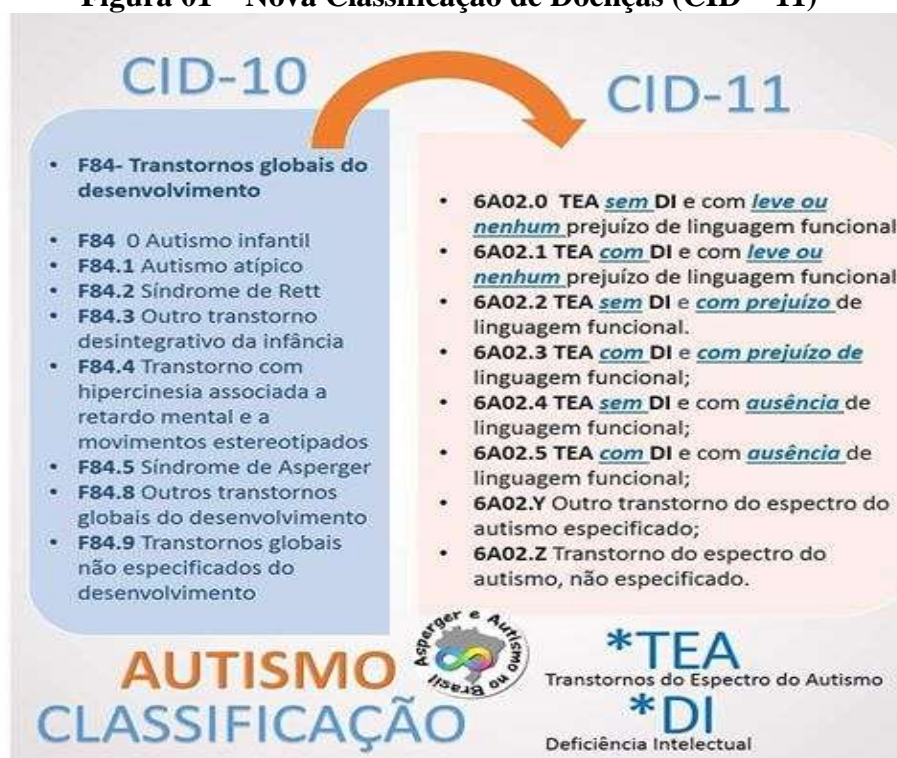 Figura 01 – Nova Classificação de Doenças (CID – 11)
CID-10
F84- Transtornos globais do
desenvolvimento
F84 0 Autismo infantil
F84.1 Autismo atípico
F84.2 Síndrome de Rett
F84.3 Outro transtorno
desintegrativo da infância
F84.4 Transtorno com
hipercinesia associada a
retardo mental e a
movimentos estereotipados
F84.5 Síndrome de Asperger
F84.8 Outros transtornos
globais do desenvolvimento
F84.9 Transtornos globais
não especificados do
desenvolvimento
CID-11
6A02.0 TEA sem DI e com leve ou
nenhum prejuízo de linguagem funcional
6A02.1 TEA com DI e com leve ou
nenhum prejuízo de linguagem funcional
6A02.2 TEA sem DI e com prejuízo de
linguagem funcional.
6A02.3 TEA com DI e com prejuízo de
linguagem funcional;
6A02.4 TEA sem DI e com ausência de
linguagem funcional;
6A02.5 TEA com DI e com ausência de
linguagem funcional;
6A02.Y Outro transtorno do espectro do
autismo especificado;
6A02.Z Transtorno do espectro do
autismo, não especificado.
AUTISMO
CLASSIFICAÇÃO
Asperger e Autismo no Brasil
*TEA
Transtornos do Espectro do Autismo
*DI
Deficiência Intelectual